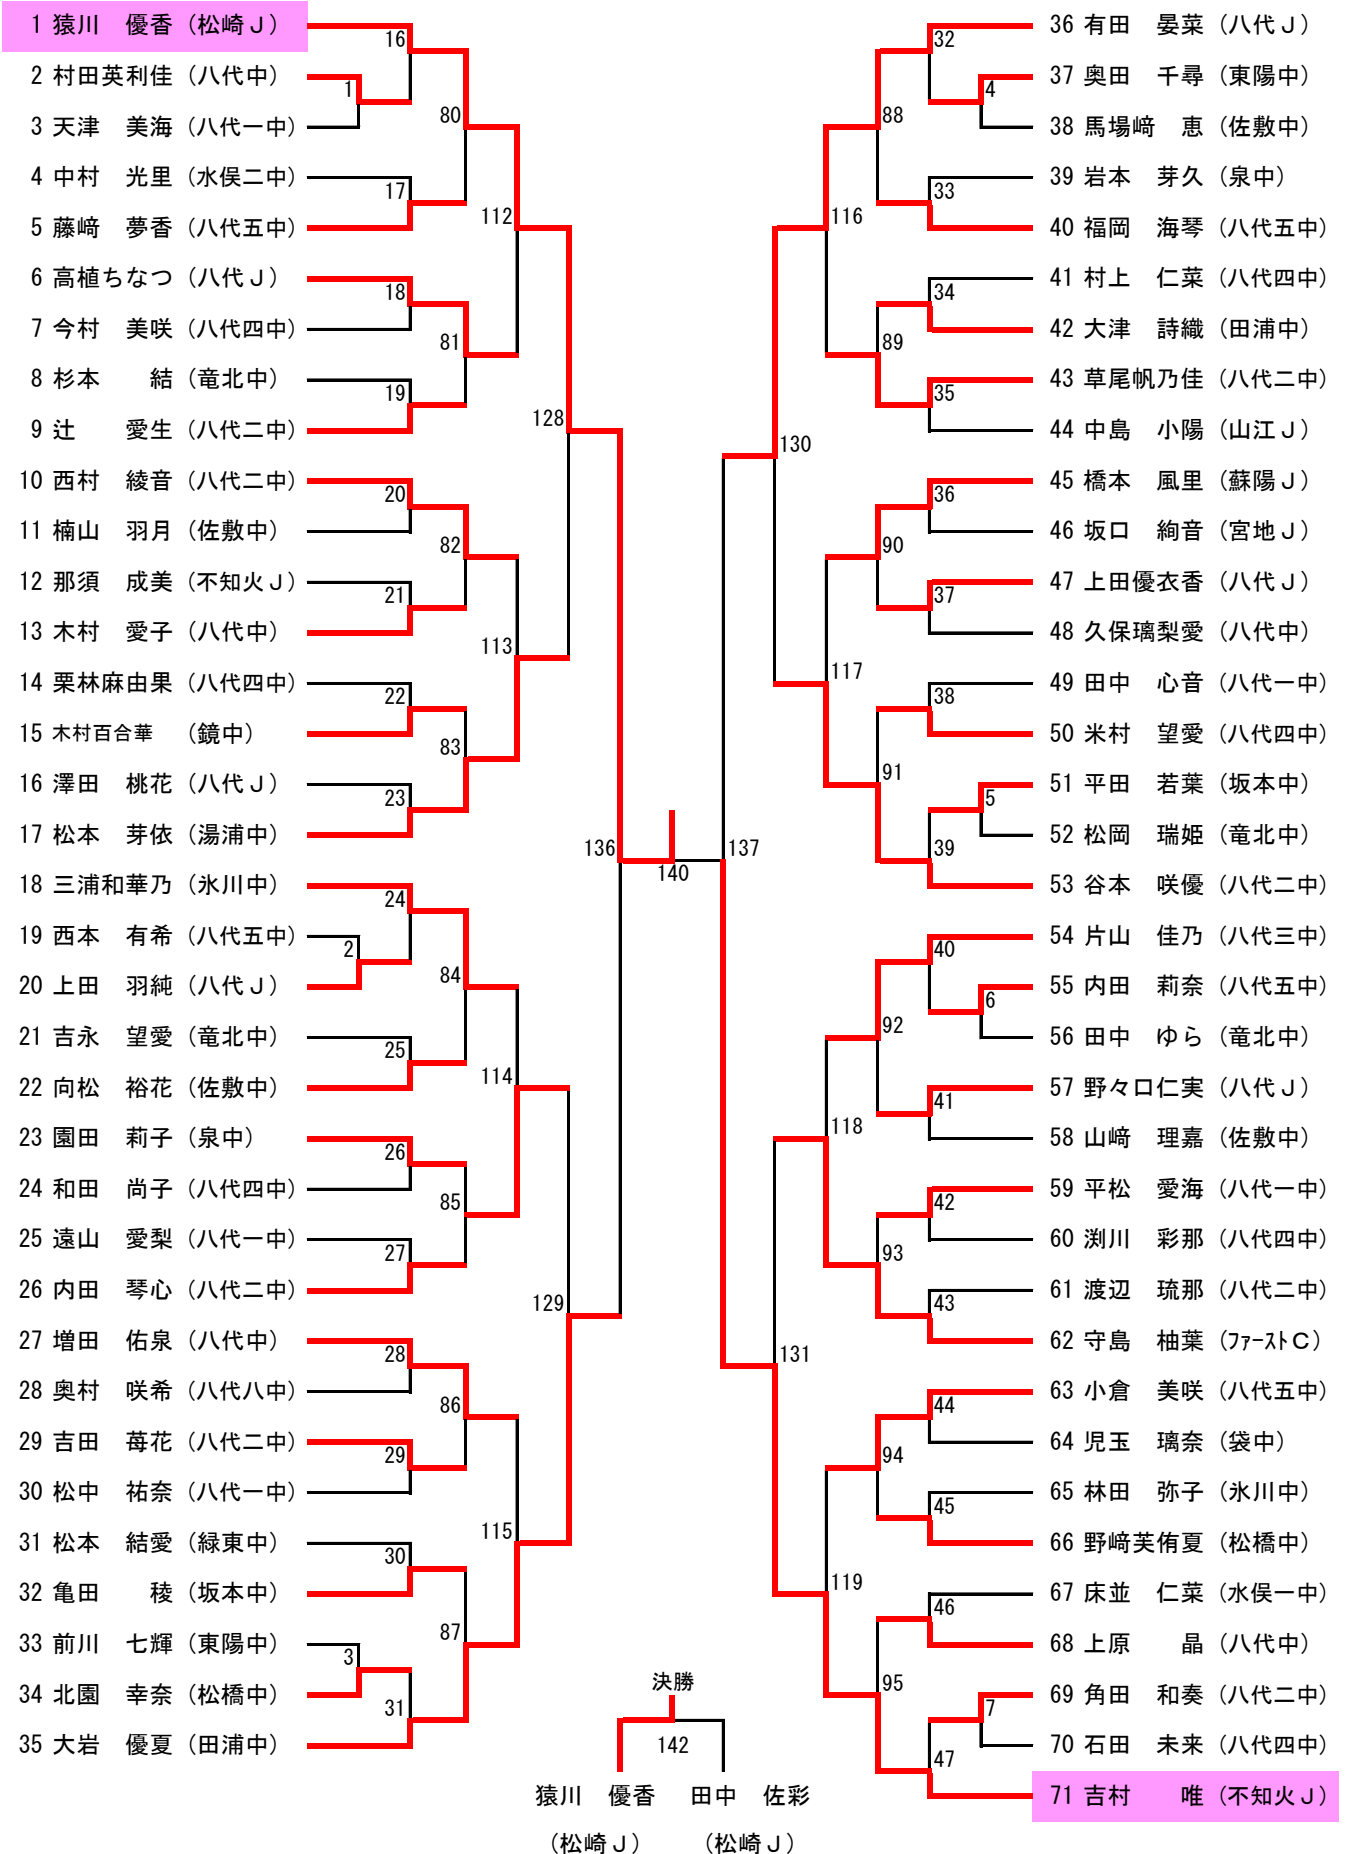 1 猿川　優香（松崎Ｊ）
2 村田英利佳（八代中）
3 天津　美海（八代一中）
4 中村　光里（水俣二中）
5 藤﨑　夢香（八代五中）
6 高植ちなつ（八代Ｊ）
7 今村　美咲（八代四中）
8 杉本　　結（竜北中）
9 辻　　愛生（八代二中）
10 西村　綾音（八代二中）
11 楠山　羽月（佐敷中）
12 那須　成美（不知火Ｊ）
13 木村　愛子（八代中）
14 栗林麻由果（八代四中）
15 木村百合華　（鏡中）
16 澤田　桃花（八代Ｊ）
17 松本　芽依（湯浦中）
18 三浦和華乃（氷川中）
19 西本　有希（八代五中）
20 上田　羽純（八代Ｊ）
21 吉永　望愛（竜北中）
22 向松　裕花（佐敷中）
23 園田　莉子（泉中）
24 和田　尚子（八代四中）
25 遠山　愛梨（八代一中）
26 内田　琴心（八代二中）
27 増田　佑泉（八代中）
28 奥村　咲希（八代八中）
29 吉田　苺花（八代二中）
30 松中　祐奈（八代一中）
31 松本　結愛（緑東中）
32 亀田　　稜（坂本中）
33 前川　七輝（東陽中）
34 北園　幸奈（松橋中）
35 大岩　優夏（田浦中）
1
2
3
16
17
18
19
20
21
22
23
24
25
26
27
28
29
30
31
80
81
82
83
84
85
86
87
112
113
114
115
128
129
136
140
137
130
131
116
117
118
119
88
89
90
91
92
93
94
95
32
33
34
35
36
37
38
39
40
41
42
43
44
45
46
47
4
5
6
7
36 有田　晏菜（八代Ｊ）
37 奥田　千尋（東陽中）
38 馬場﨑　恵（佐敷中）
39 岩本　芽久（泉中）
40 福岡　海琴（八代五中）
41 村上　仁菜（八代四中）
42 大津　詩織（田浦中）
43 草尾帆乃佳（八代二中）
44 中島　小陽（山江Ｊ）
45 橋本　風里（蘇陽Ｊ）
46 坂口　絢音（宮地Ｊ）
47 上田優衣香（八代Ｊ）
48 久保璃梨愛（八代中）
49 田中　心音（八代一中）
50 米村　望愛（八代四中）
51 平田　若葉（坂本中）
52 松岡　瑞姫（竜北中）
53 谷本　咲優（八代二中）
54 片山　佳乃（八代三中）
55 内田　莉奈（八代五中）
56 田中　ゆら（竜北中）
57 野々口仁実（八代Ｊ）
58 山﨑　理嘉（佐敷中）
59 平松　愛海（八代一中）
60 渕川　彩那（八代四中）
61 渡辺　琉那（八代二中）
62 守島　柚葉（ﾌｧｰｽﾄＣ）
63 小倉　美咲（八代五中）
64 児玉　璃奈（袋中）
65 林田　弥子（氷川中）
66 野﨑芙侑夏（松橋中）
67 床並　仁菜（水俣一中）
68 上原　　晶（八代中）
69 角田　和奏（八代二中）
70 石田　未来（八代四中）
71 吉村　　唯（不知火Ｊ）
決勝
142
猿川　優香　田中　佐彩
（松崎Ｊ）　（松崎Ｊ）